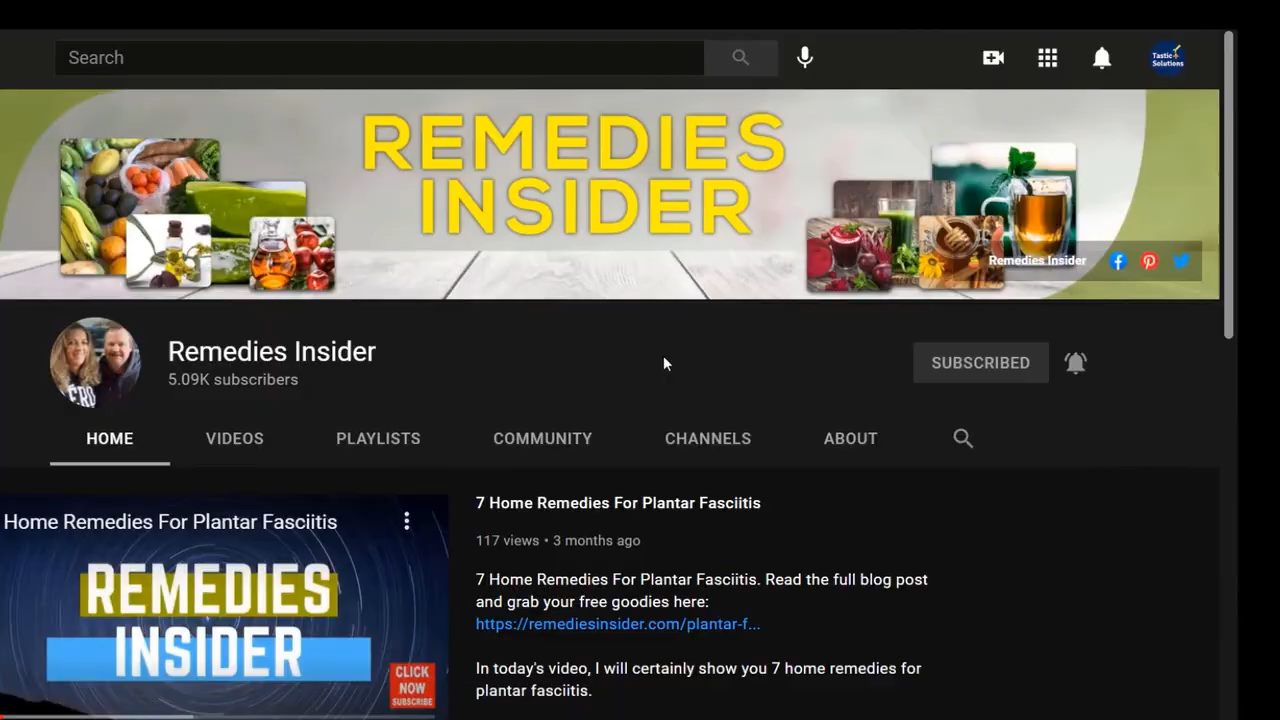 Search
Tastic
Solutions
REMEDIES
INSIDER
Remedies Insider
Remedies Insider
5.09K subscribers
SUBSCRIBED
HOME
VIDEOS
PLAYLISTS
COMMUNITY
CHANNELS
ABOUT
Home Remedies For Plantar Fasciitis
REMEDIES
INSIDER
CLICK
NOW
SUBSCRIBE
7 Home Remedies For Plantar Fasciitis
117 views • 3 months ago
7 Home Remedies For Plantar Fasciitis. Read the full blog post
and grab your free goodies here:
https://remediesinsider.com/plantar-f...
In today's video, I will certainly show you 7 home remedies for
plantar fasciitis.